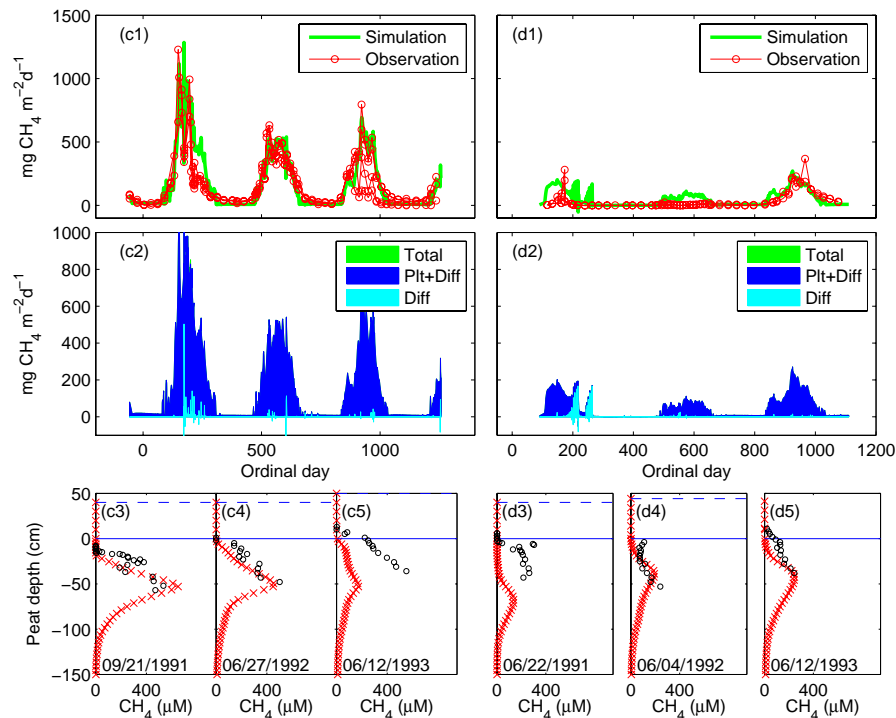 (c1)
Simulation
Observation
mg CH4 m−2d−1
1500
1000
500
0
(d1)
Simulation
Observation
(c2)
Total
Plt+Diff
Diff
mg CH4 m−2d−1
1000
800
600
400
200
0
0 500 1000
Ordinal day
(d2)
Total
Plt+Diff
Diff
0 200 400 600 800 1000 1200
Ordinal day
Peat depth (cm)
50
0
−50
−100
−150
(c3)
09/21/1991
0 400
CH4 (μM)
(c4)
06/27/1992
0 400
CH4 (μM)
(c5)
06/12/1993
0 400
CH4 (μM)
(d3)
06/22/1991
0 400
CH4 (μM)
(d4)
06/04/1992
0 400
CH4 (μM)
(d5)
06/12/1993
0 400
CH4 (μM)